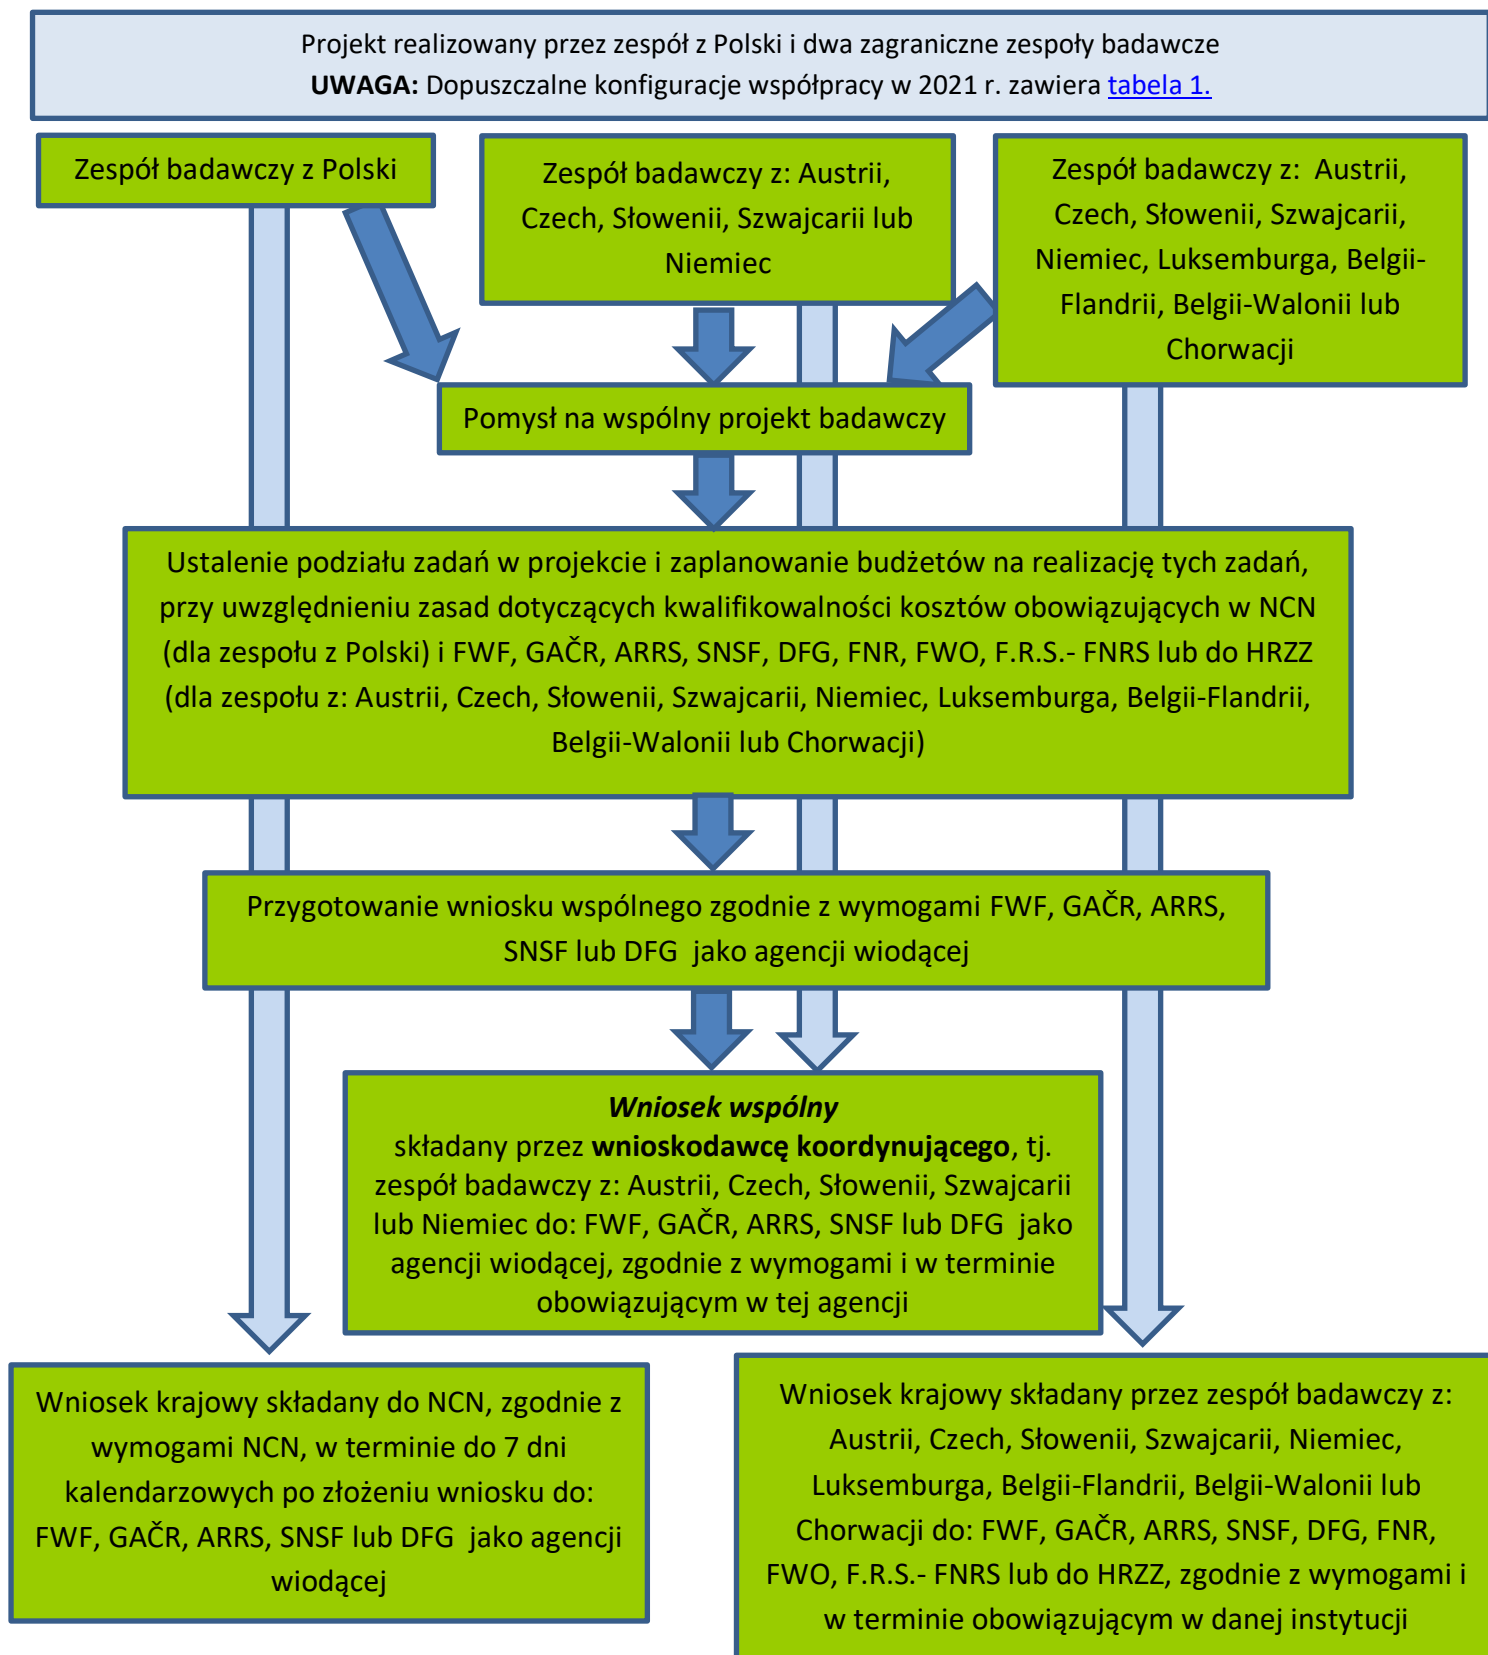 Projekt realizowany przez zespół z Polski i dwa zagraniczne zespoły badawcze
UWAGA: Dopuszczalne konfiguracje współpracy w 2021 r. zawiera tabela 1.
Zespół badawczy z Polski
Zespół badawczy z: Austrii,
Czech, Słowenii, Szwajcarii lub
Niemiec
Zespół badawczy z:  Austrii,
Czech, Słowenii, Szwajcarii,
Niemiec, Luksemburga, Belgii-
Flandrii, Belgii-Walonii lub
Chorwacji
Pomysł na wspólny projekt badawczy
Ustalenie podziału zadań w projekcie i zaplanowanie budżetów na realizację tych zadań,
przy uwzględnieniu zasad dotyczących kwalifikowalności kosztów obowiązujących w NCN
(dla zespołu z Polski) i FWF, GAČR, ARRS, SNSF, DFG, FNR, FWO, F.R.S.- FNRS lub do HRZZ
(dla zespołu z: Austrii, Czech, Słowenii, Szwajcarii, Niemiec, Luksemburga, Belgii-Flandrii,
Belgii-Walonii lub Chorwacji)
Przygotowanie wniosku wspólnego zgodnie z wymogami FWF, GAČR, ARRS,
SNSF lub DFG  jako agencji wiodącej
Wniosek wspólny
składany przez wnioskodawcę koordynującego, tj.
zespół badawczy z: Austrii, Czech, Słowenii, Szwajcarii
lub Niemiec do: FWF, GAČR, ARRS, SNSF lub DFG  jako
agencji wiodącej, zgodnie z wymogami i w terminie
obowiązującym w tej agencji
Wniosek krajowy składany do NCN, zgodnie z
wymogami NCN, w terminie do 7 dni
kalendarzowych po złożeniu wniosku do:
FWF, GAČR, ARRS, SNSF lub DFG  jako agencji
wiodącej
Wniosek krajowy składany przez zespół badawczy z:
Austrii, Czech, Słowenii, Szwajcarii, Niemiec,
Luksemburga, Belgii-Flandrii, Belgii-Walonii lub
Chorwacji do: FWF, GAČR, ARRS, SNSF, DFG, FNR,
FWO, F.R.S.- FNRS lub do HRZZ, zgodnie z wymogami i
w terminie obowiązującym w danej instytucji